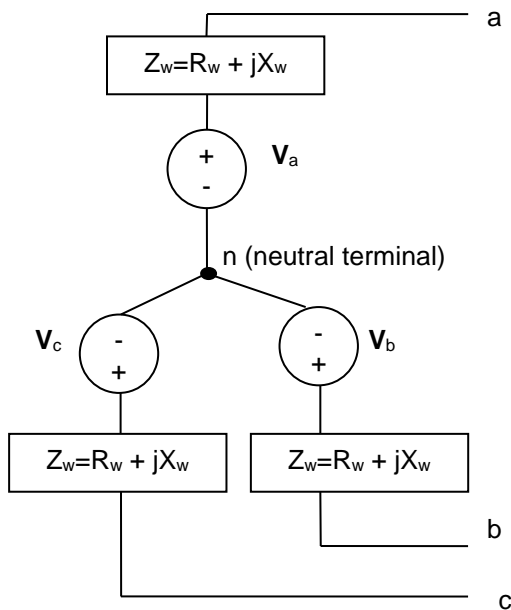 a
Zw=Rw + jXw
+
Va
-
n (neutral terminal)
Vc
-
+
-
Vb
+
Zw=Rw + jXw
Zw=Rw + jXw
b
c